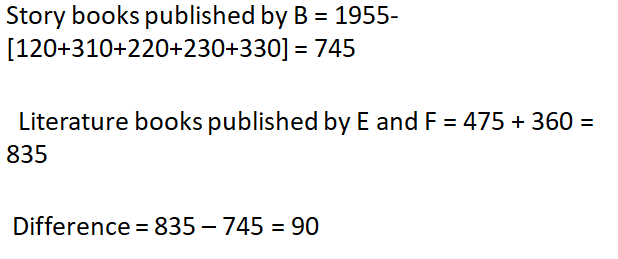 Story books published by B = 1955-
[120+310+220+230+330] = 745
Literature books published by E and F = 475 + 360 =
835
Difference = 835 – 745 = 90